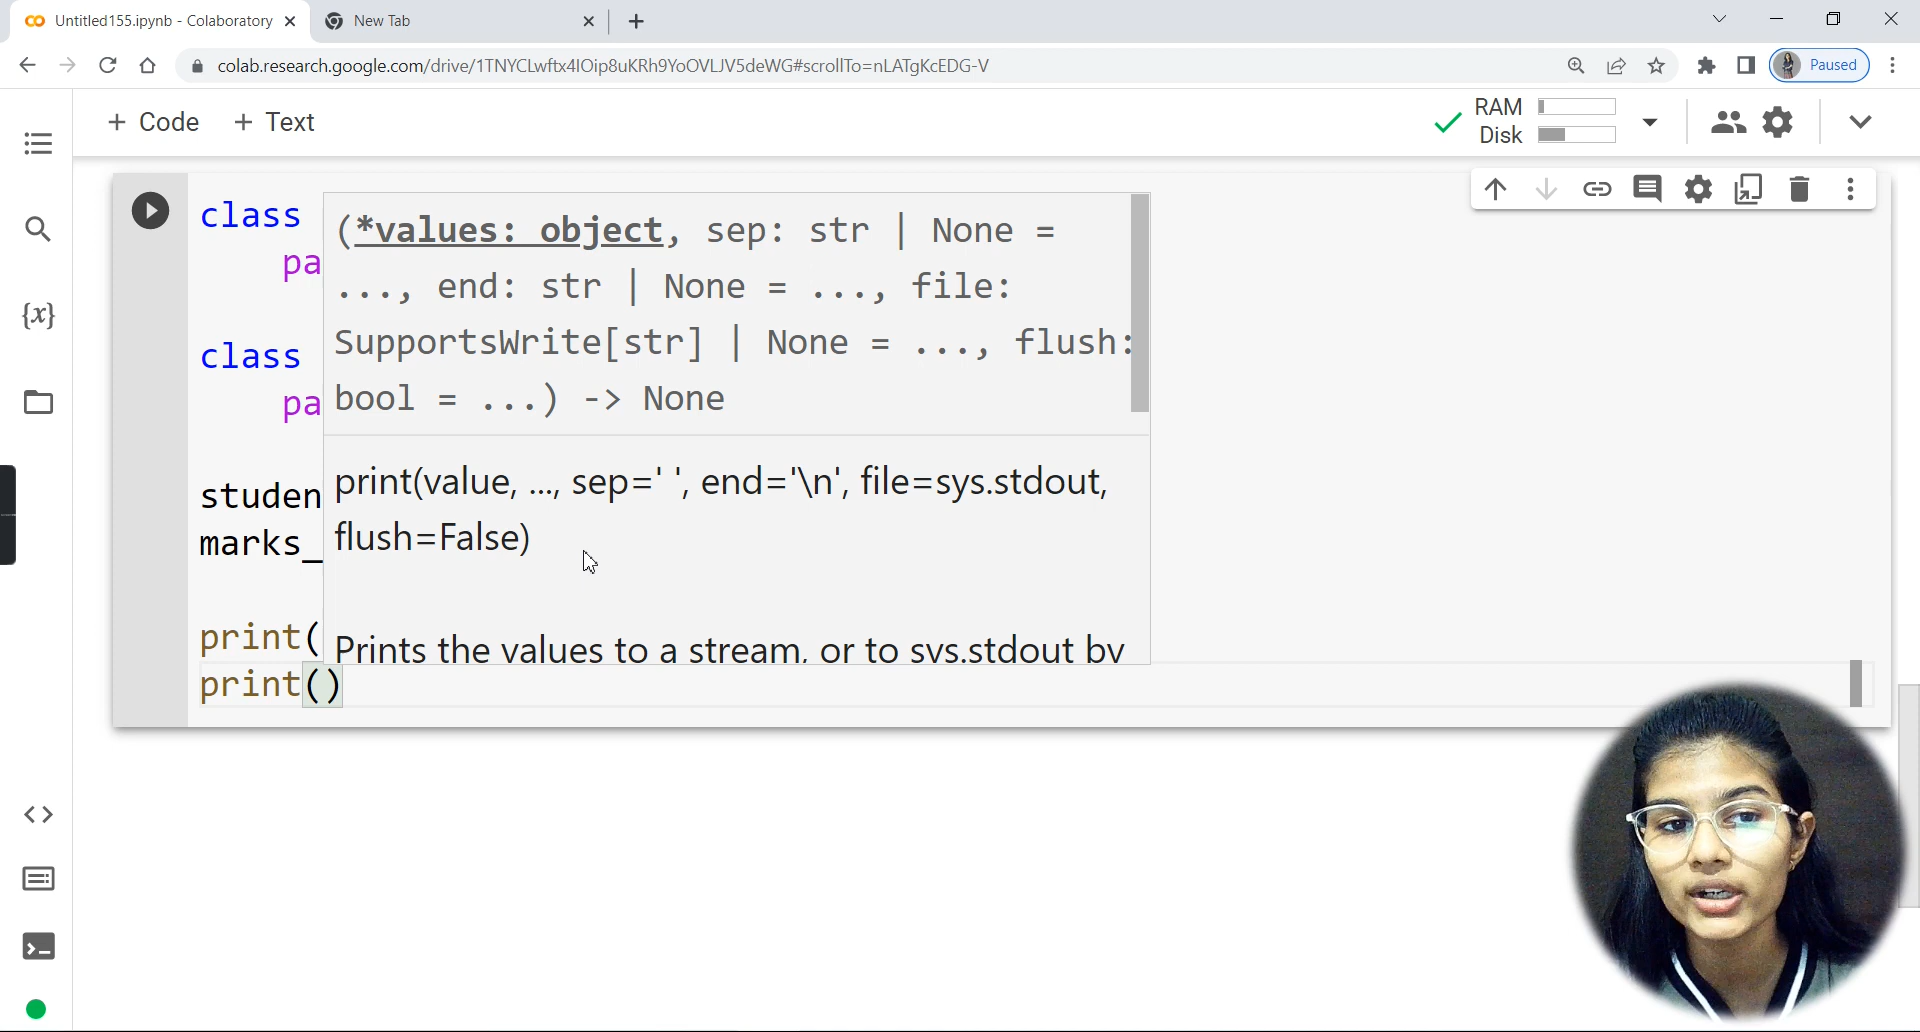 Untitled155.ipynb - Colaboratory
New Tab
colab.research.google.com/drive/1TNYCLwftx4IOip8uKRh9YoOVLJV5deWG#scrollTo=nLATgKcEDG-V
Paused
+ Code + Text
RAM
Disk
class
pa
class
pa
studen
marks_
print(
print()
(*values: object, sep: str | None =
..., end: str | None = ..., file:
SupportsWrite[str] | None = ..., flush:
bool = ...) -> None
print(value, ..., sep=' ', end='\n', file=sys.stdout,
flush=False)
Prints the values to a stream, or to sys.stdout by
{x}